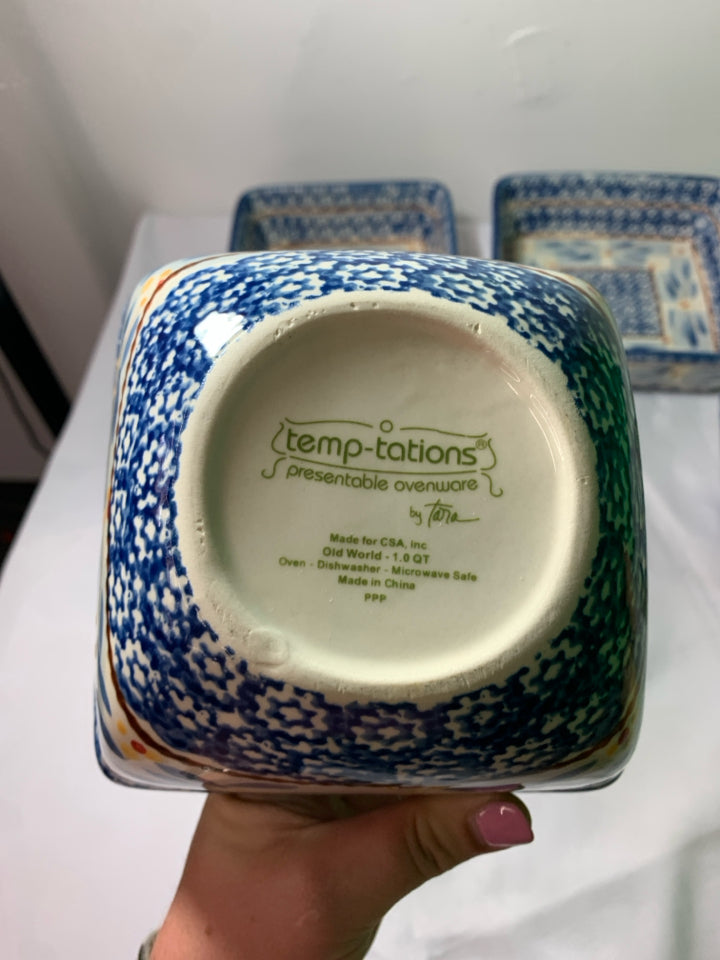 temp-tations®
presentable ovenware
by Tara
Made for CSA, Inc
Old World - 1.0 QT
Oven - Dishwasher - Microwave Safe
Made in China
PPP